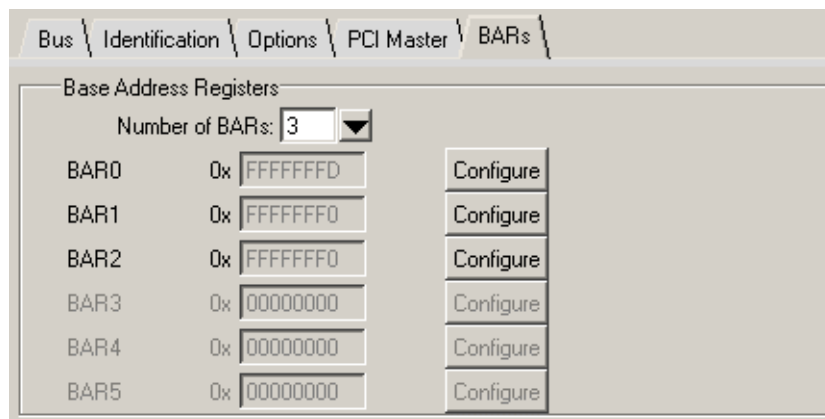 Bus Identification Options PCI Master BARs
Base Address Registers
Number of BARs: 3
BAR0 0x FFFFFFFD Configure
BAR1 0x FFFFFFF0 Configure
BAR2 0x FFFFFFF0 Configure
BAR3 0x 00000000 Configure
BAR4 0x 00000000 Configure
BAR5 0x 00000000 Configure